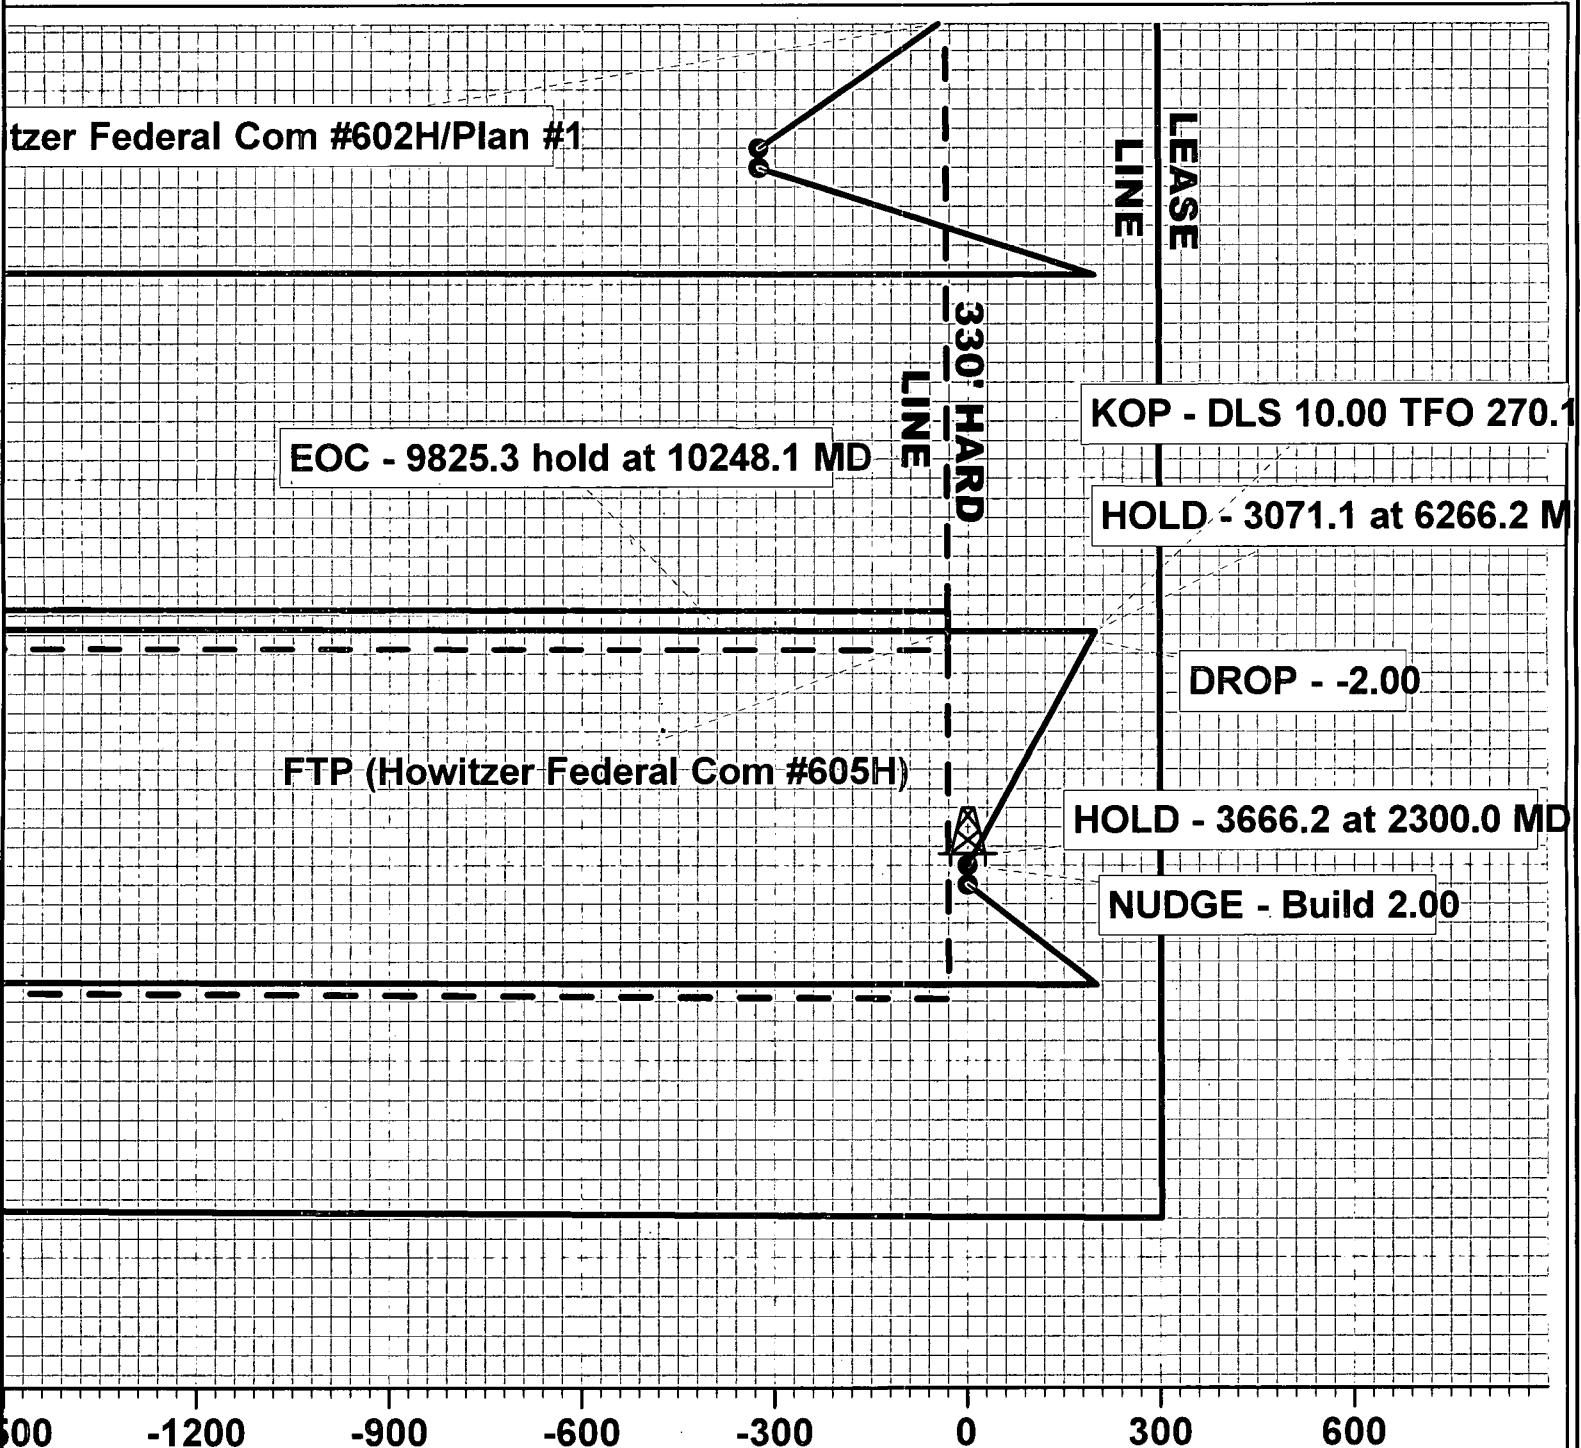 tzer Federal Com #602H/Plan #1
LEASE
LINE
330' HARD
LINE
KOP - DLS 10.00 TFO 270.1
EOC - 9825.3 hold at 10248.1 MD
HOLD - 3071.1 at 6266.2 M
DROP - -2.00
FTP (Howitzer Federal Com #605H)
HOLD - 3666.2 at 2300.0 MD
NUDGE - Build 2.00
500 -1200 -900 -600 -300 0 300 600